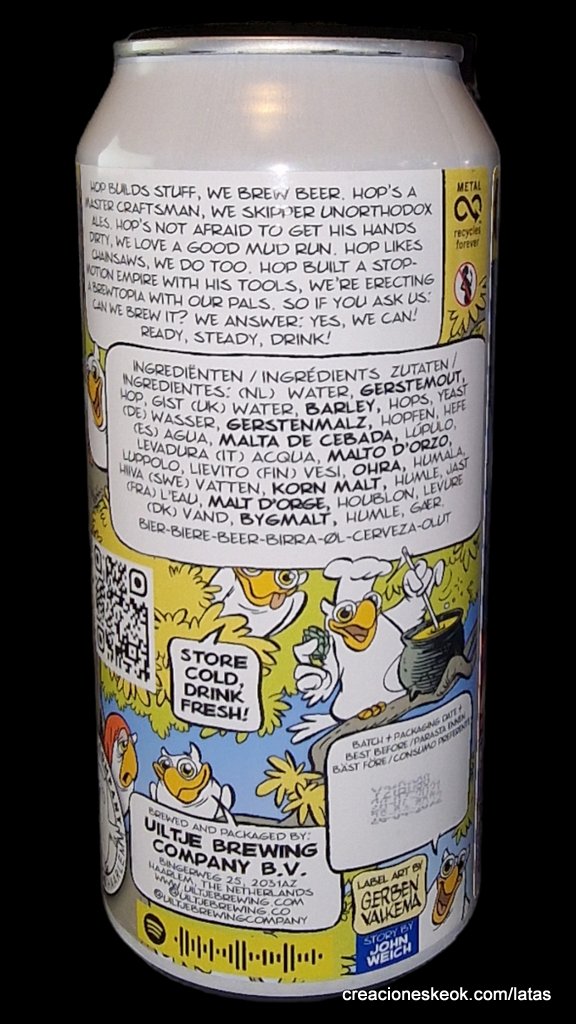 HOP BUILDS STUFF, WE BREW BEER. HOP'S A
MASTER CRAFTSMAN, WE SKIPPER UNORTHODOX
ALES. HOP'S NOT AFRAID TO GET HIS HANDS
DIRTY, WE LOVE A GOOD MUD RUN. HOP LIKES
CHAINSAWS, WE DO TOO. HOP BUILT A STOP-
MOTION EMPIRE WITH HIS TOOLS, WE'RE ERECTING
A BREWTOPIA WITH OUR PALS. SO IF YOU ASK US:
CAN WE BREW IT? WE ANSWER: YES, WE CAN!
READY, STEADY, DRINK!
METAL
recycles
forever
INGREDIËNTEN / INGRÉDIENTS ZUTATEN /
INGREDIENTES: (NL) WATER, GERSTEMOUT,
HOP, GIST (UK) WATER, BARLEY, HOPS, YEAST
(DE) WASSER, GERSTENMALZ, HOPFEN, HEFE
(ES) AGUA, MALTA DE CEBADA, LÚPULO,
LEVADURA (IT) ACQUA, MALTO D'ORZO,
LUPPOLO, LIEVITO (FIN) VESI, OHRA, HUMALA,
HIIVA (SWE) VATTEN, KORN MALT, HUMLE, JÄST
(FRA) L'EAU, MALT D'ORGE, HOUBLON, LEVURE
(DK) VAND, BYGMALT, HUMLE, GÆR.
BIER-BIERE-BEER-BIRRA-ØL-CERVEZA-OLUT
STORE
COLD,
DRINK
FRESH!
BATCH + PACKAGING DATE +
BEST BEFORE / PARASTA ENNEN
BÄST FÖRE / CONSUMO PREFERENTE
BREWED AND PACKAGED BY:
UILTJE BREWING
COMPANY B.V.
BINGERWEG 25, 2031AZ
HAARLEM, THE NETHERLANDS
WWW.UILTJEBREWING.COM
@UILTJEBREWING.CO
@UILTJEBREWINGCOMPANY
LABEL ART BY
GERBEN
VALKEMA
STORY BY
JOHN
WEICH
creacioneskeok.com/latas